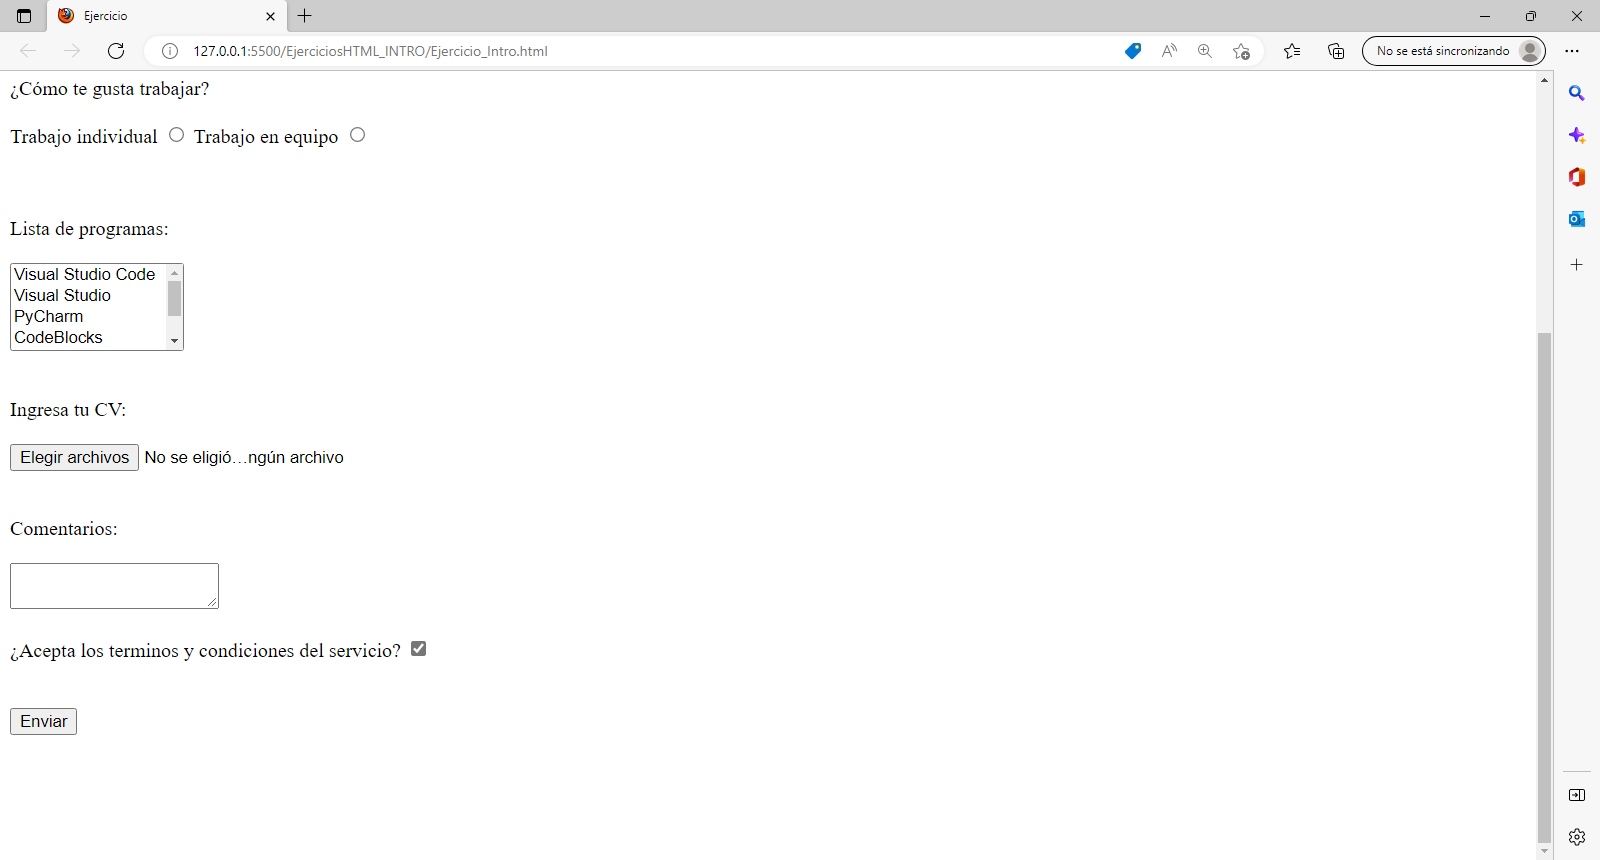 Ejercicio
127.0.0.1:5500/EjerciciosHTML_INTRO/Ejercicio_Intro.html
No se está sincronizando
¿Cómo te gusta trabajar?
Trabajo individual Trabajo en equipo
Lista de programas:
Visual Studio Code
Visual Studio
PyCharm
CodeBlocks
Ingresa tu CV:
Elegir archivos No se eligió...ngún archivo
Comentarios:
¿Acepta los terminos y condiciones del servicio?
Enviar